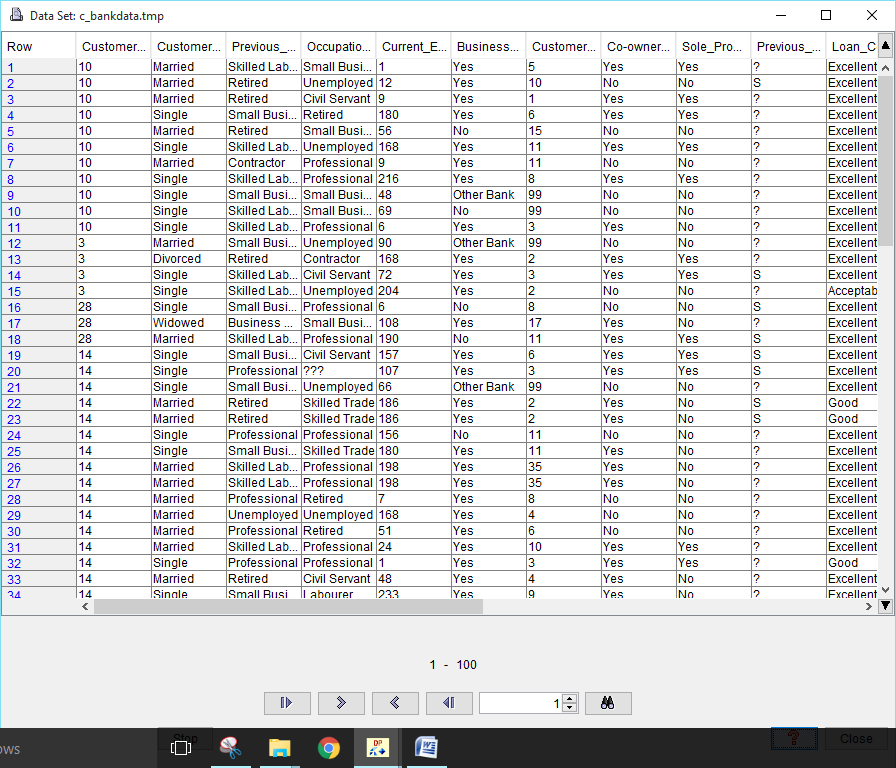 Data Set: c_bankdata.tmp
Row Customer... Customer... Previous_... Occupatio... Current_E... Business... Customer... Co-owner... Sole_Pro... Previous_... Loan_C
1 10 Married Skilled Lab... Small Busi... 1 Yes 5 Yes Yes ? Excellent
2 10 Married Retired Unemployed 12 Yes 10 No No S Excellent
3 10 Married Retired Civil Servant 9 Yes 1 Yes Yes ? Excellent
4 10 Single Small Busi... Retired 180 Yes 6 Yes Yes ? Excellent
5 10 Married Retired Small Busi... 56 No 15 No No ? Excellent
6 10 Single Skilled Lab... Unemployed 168 Yes 11 Yes Yes ? Excellent
7 10 Married Contractor Professional 9 Yes 11 No No ? Excellent
8 10 Single Skilled Lab... Professional 216 Yes 8 Yes Yes ? Excellent
9 10 Single Small Busi... Small Busi... 48 Other Bank 99 No No ? Excellent
10 10 Single Skilled Lab... Small Busi... 69 No 99 No No ? Excellent
11 10 Single Skilled Lab... Professional 6 Yes 3 Yes No ? Excellent
12 3 Married Small Busi... Unemployed 90 Other Bank 99 No No ? Excellent
13 3 Divorced Retired Contractor 168 Yes 2 Yes Yes ? Excellent
14 3 Single Skilled Lab... Civil Servant 72 Yes 3 Yes Yes S Excellent
15 3 Single Skilled Lab... Unemployed 204 Yes 2 No No ? Acceptab
16 28 Single Small Busi... Professional 6 No 8 No No S Excellent
17 28 Widowed Business ... Small Busi... 108 Yes 17 Yes No ? Excellent
18 28 Married Skilled Lab... Professional 190 No 11 Yes Yes S Excellent
19 14 Single Small Busi... Civil Servant 157 Yes 6 Yes Yes S Excellent
20 14 Single Professional ??? 107 Yes 3 Yes Yes S Excellent
21 14 Single Small Busi... Unemployed 66 Other Bank 99 No No ? Excellent
22 14 Married Retired Skilled Trade 186 Yes 2 Yes No S Good
23 14 Married Retired Skilled Trade 186 Yes 2 Yes No S Good
24 14 Single Professional Professional 156 No 11 No No ? Excellent
25 14 Single Small Busi... Skilled Trade 180 Yes 11 Yes No ? Excellent
26 14 Married Skilled Lab... Professional 198 Yes 35 Yes No ? Excellent
27 14 Married Skilled Lab... Professional 198 Yes 35 Yes No ? Excellent
28 14 Married Professional Retired 7 Yes 8 No No ? Excellent
29 14 Married Unemployed Unemployed 168 Yes 4 No No ? Excellent
30 14 Married Professional Retired 51 Yes 6 No No ? Excellent
31 14 Married Skilled Lab... Professional 24 Yes 10 Yes Yes ? Excellent
32 14 Single Professional Professional 1 Yes 3 Yes Yes ? Good
33 14 Married Retired Civil Servant 48 Yes 4 Yes No ? Excellent
34 14 Single Small Busi Labourer 233 Yes 9 Yes No ? Excellent
1 - 100
1
Stop ? Close
ows
DP